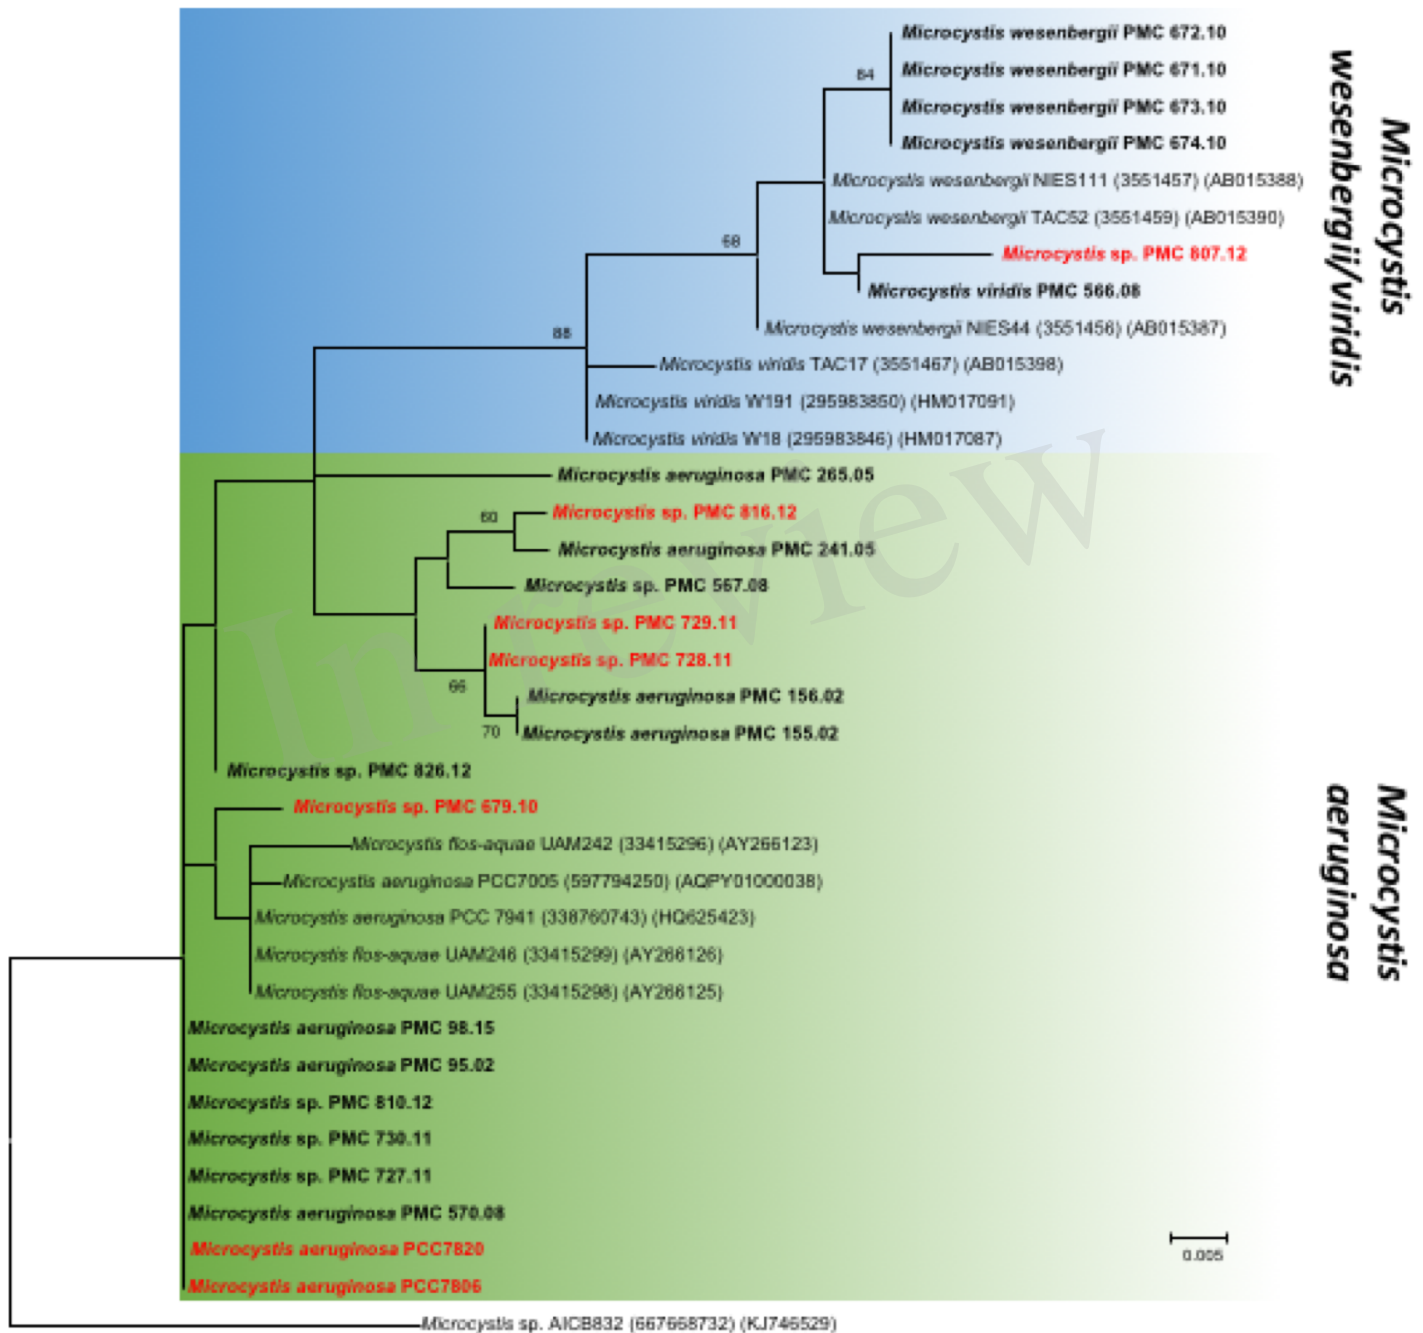 Microcystis wesenbergii PMC 672.10
Microcystis wesenbergii PMC 671.10
84
Microcystis wesenbergii PMC 673.10
Microcystis wesenbergii PMC 674.10
Microcystis wesenbergii NIES111 (3551457) (AB015388)
Microcystis wesenbergii TAC52 (3551459) (AB015390)
68
Microcystis sp. PMC 807.12
Microcystis viridis PMC 566.08
Microcystis wesenbergii NIES44 (3551456) (AB015387)
88
Microcystis viridis TAC17 (3551467) (AB015398)
Microcystis viridis W191 (295983850) (HM017091)
Microcystis viridis W18 (295983846) (HM017087)
Microcystis
wesenbergii/viridis
Microcystis aeruginosa PMC 265.05
60
Microcystis sp. PMC 816.12
Microcystis aeruginosa PMC 241.05
Microcystis sp. PMC 567.08
Microcystis sp. PMC 729.11
Microcystis sp. PMC 728.11
66
Microcystis aeruginosa PMC 156.02
70
Microcystis aeruginosa PMC 155.02
Microcystis sp. PMC 826.12
Microcystis sp. PMC 679.10
Microcystis flos-aquae UAM242 (33415296) (AY266123)
Microcystis aeruginosa PCC7005 (597794250) (AQPY01000038)
Microcystis aeruginosa PCC 7941 (338760743) (HQ625423)
Microcystis flos-aquae UAM246 (33415299) (AY266126)
Microcystis flos-aquae UAM255 (33415298) (AY266125)
Microcystis aeruginosa PMC 98.15
Microcystis aeruginosa PMC 95.02
Microcystis sp. PMC 810.12
Microcystis sp. PMC 730.11
Microcystis sp. PMC 727.11
Microcystis aeruginosa PMC 570.08
Microcystis aeruginosa PCC7820
Microcystis aeruginosa PCC7806
Microcystis
aeruginosa
0.005
Microcystis sp. AICB832 (667668732) (KJ746529)
In review